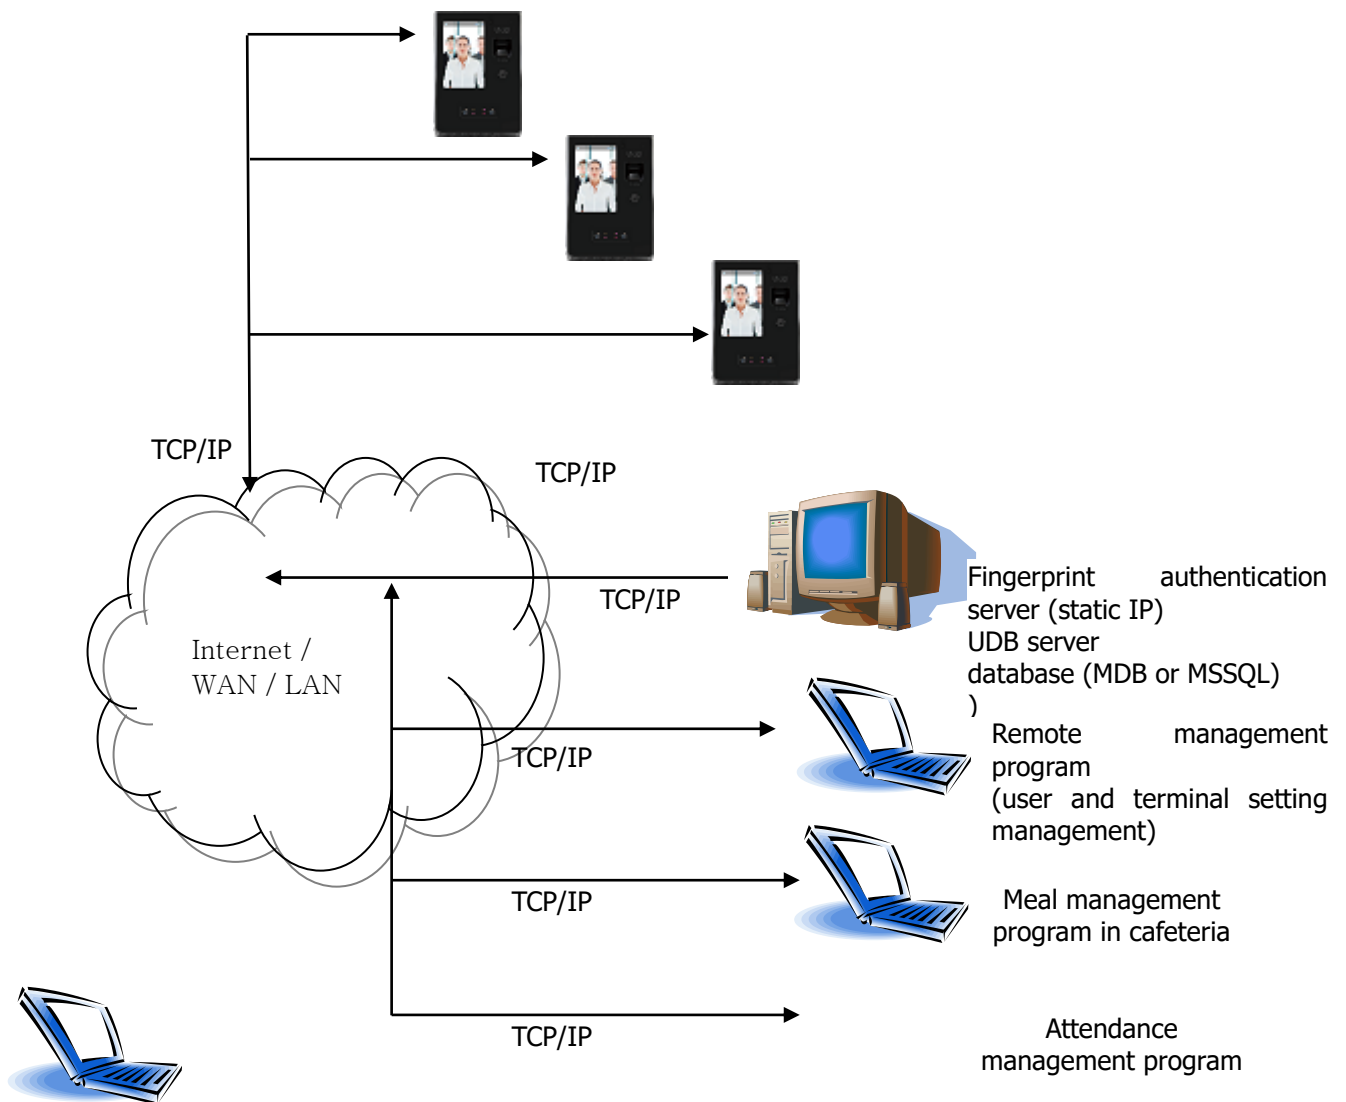 TCP/IP
TCP/IP
TCP/IP
Internet /
WAN / LAN
Fingerprint authentication
server (static IP)
UDB server
database (MDB or MSSQL)
)
Remote management
program
(user and terminal setting
management)
TCP/IP
Meal management
program in cafeteria
TCP/IP
Attendance
management program
TCP/IP